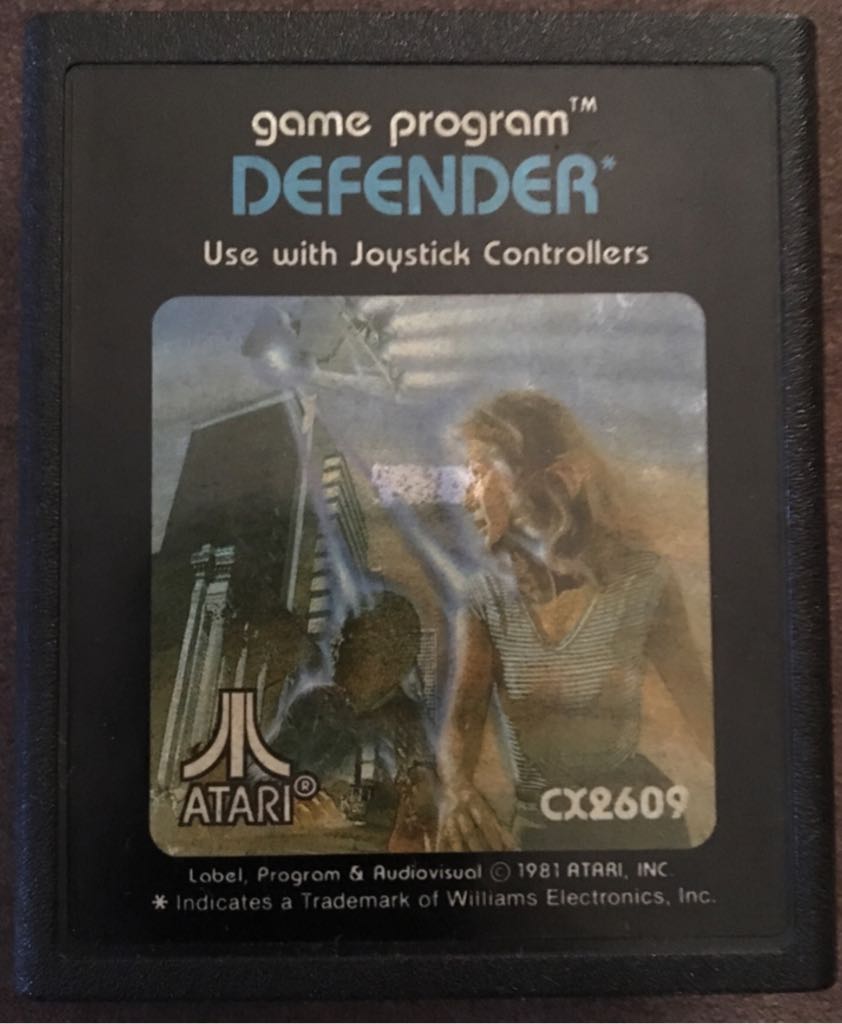 game program™
DEFENDER*
Use with Joystick Controllers
ATARI®
CX2609
Label, Program & Audiovisual © 1981 ATARI, INC.
* Indicates a Trademark of Williams Electronics, Inc.